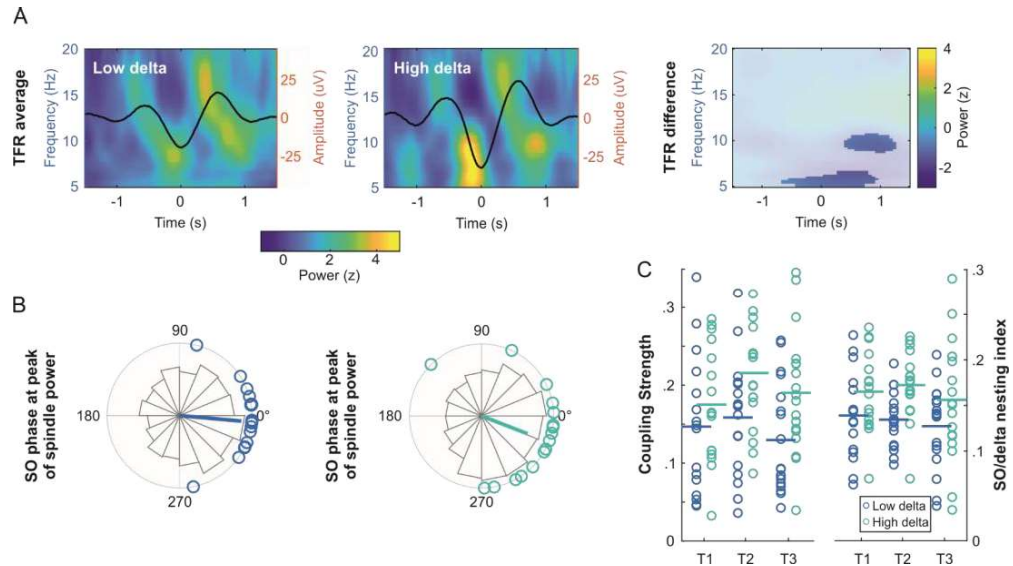 A
TFR average
Frequency (Hz)
20
15
10
5
Low delta
25
0
-25
Amplitude (uV)
-1
0
1
Time (s)
Frequency (Hz)
20
15
10
5
High delta
25
0
-25
Amplitude (uV)
-1
0
1
Time (s)
0
2
4
Power (z)
TFR difference
Frequency (Hz)
20
15
10
5
-1
0
1
Time (s)
4
2
0
-2
Power (z)
B
SO phase at peak
of spindle power
90
180
0°
270
SO phase at peak
of spindle power
90
180
0°
270
C
Coupling Strength
.3
.2
.1
0
T1
T2
T3
T1
T2
T3
Low delta
High delta
.3
.2
.1
0
SO/delta nesting index